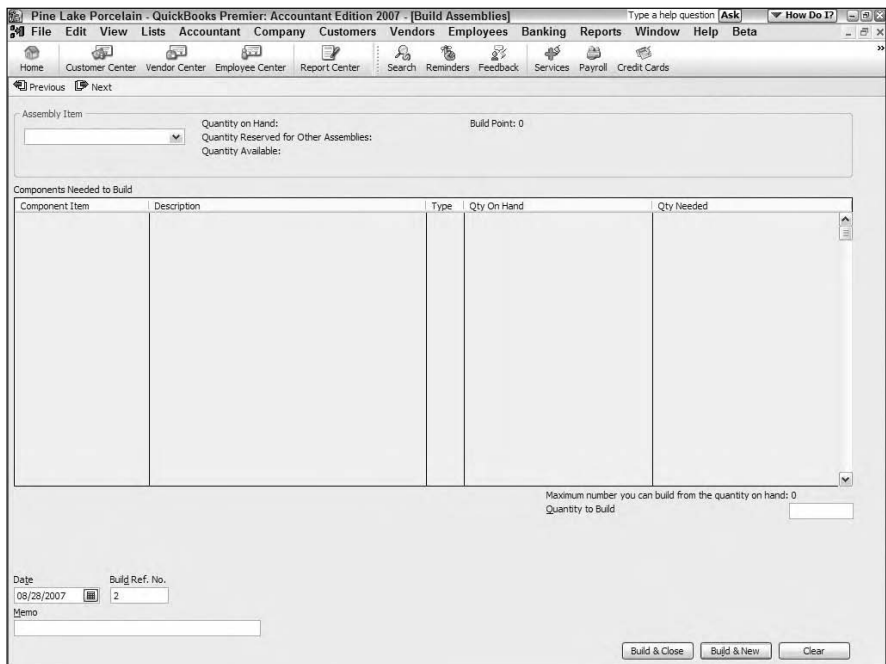 Pine Lake Porcelain - QuickBooks Premier: Accountant Edition 2007 - [Build Assemblies] Type a help question Ask How Do I?
File Edit View Lists Accountant Company Customers Vendors Employees Banking Reports Window Help Beta
Home Customer Center Vendor Center Employee Center Report Center Search Reminders Feedback Services Payroll Credit Cards
Previous Next
Assembly Item
Quantity on Hand: Build Point: 0
Quantity Reserved for Other Assemblies:
Quantity Available:
Components Needed to Build
Component Item Description Type Qty On Hand Qty Needed
Maximum number you can build from the quantity on hand: 0
Quantity to Build
Date Build Ref. No.
08/28/2007 2
Memo
Build & Close Build & New Clear